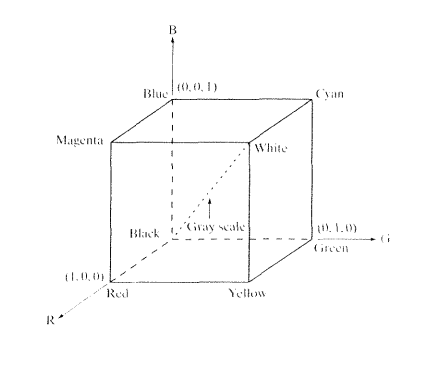 B
Blue (0,0,1)
Cyan
Magenta
White
Gray scale
Black
(0,1,0)
G
Green
(1,0,0)
Red
Yellow
R